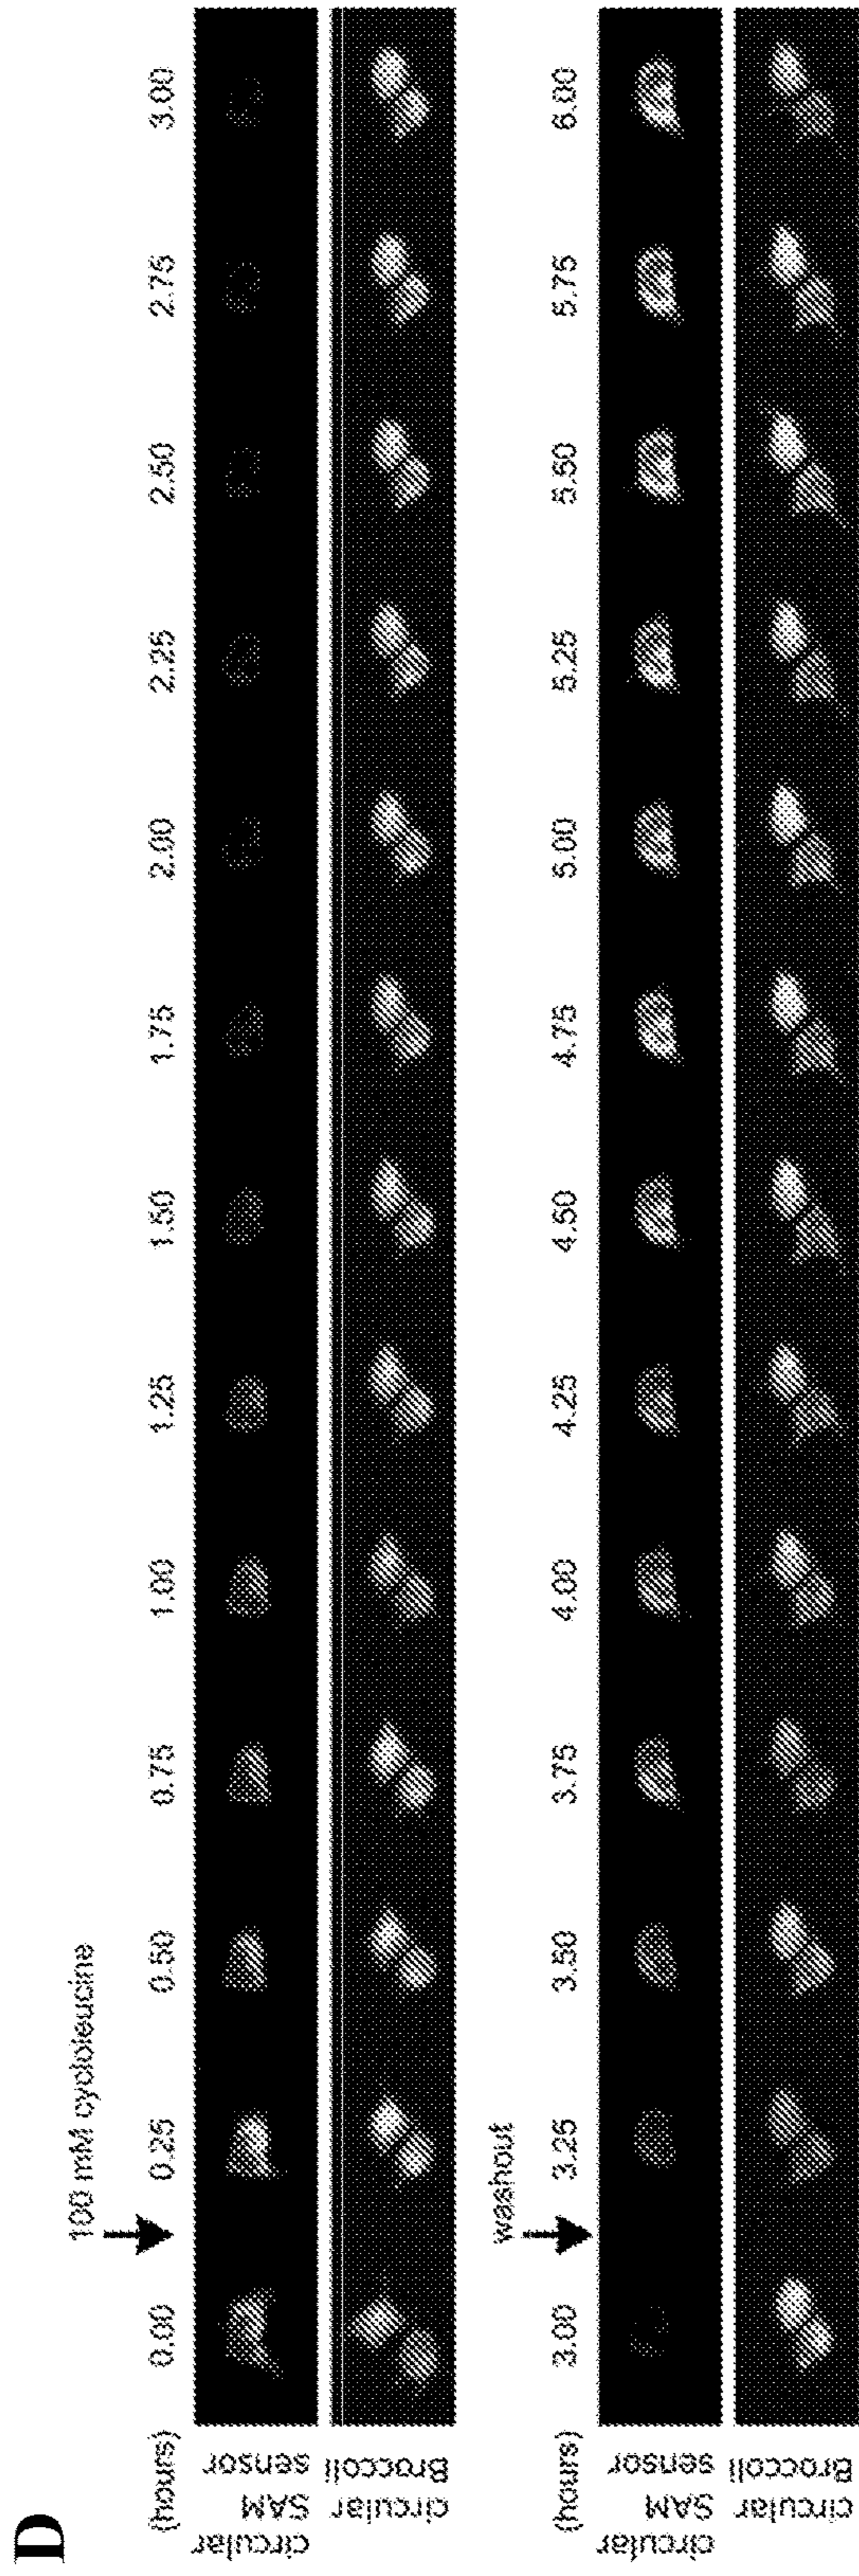 D
100 mM cycloleucine
(hours) 0.00 0.25 0.50 0.75 1.00 1.25 1.50 1.75 2.00 2.25 2.50 2.75 3.00
circular
SAM
sensor
circular
Broccoli
washout
(hours) 3.00 3.25 3.50 3.75 4.00 4.25 4.50 4.75 5.00 5.25 5.50 5.75 6.00
circular
SAM
sensor
circular
Broccoli